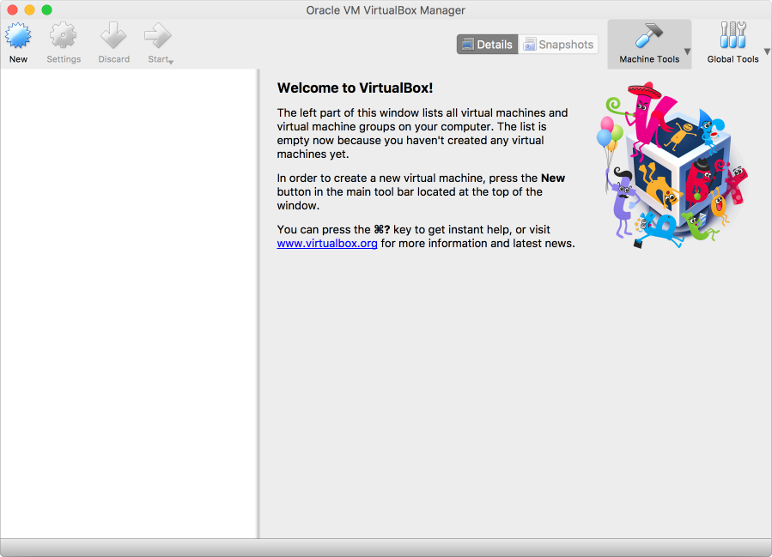 Oracle VM VirtualBox Manager
New
Settings
Discard
Start
Details
Snapshots
Machine Tools
Global Tools
Welcome to VirtualBox!
The left part of this window lists all virtual machines and
virtual machine groups on your computer. The list is
empty now because you haven't created any virtual
machines yet.
In order to create a new virtual machine, press the New
button in the main tool bar located at the top of the
window.
You can press the ⌘? key to get instant help, or visit
www.virtualbox.org for more information and latest news.